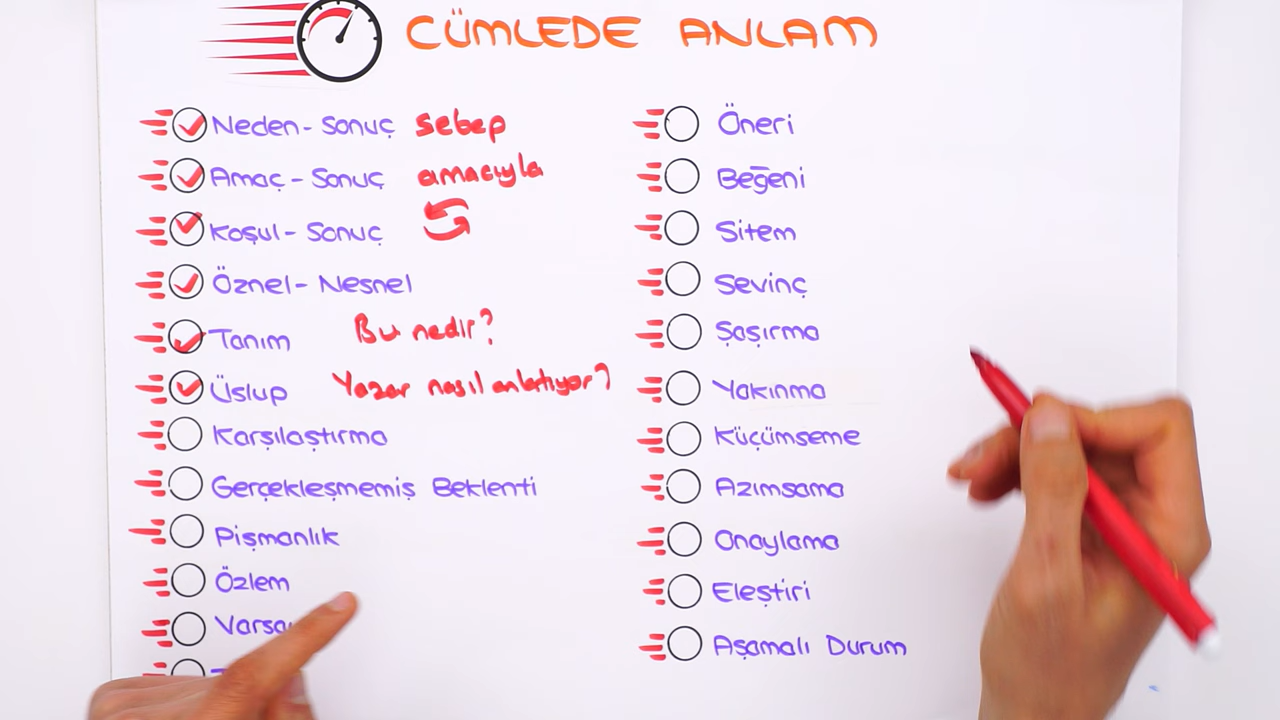 CÜMLEDE ANLAM
Neden-Sonuç sebep
Amaç-Sonuç amacıyla
Koşul-Sonuç
Öznel-Nesnel
Tanım Bu nedir?
Üslup Yazar nasıl anlatıyor?
Karşılaştırma
Gerçekleşmemiş Beklenti
Pişmanlık
Özlem
Öneri
Beğeni
Sitem
Sevinç
Şaşırma
Yakınma
Küçümseme
Azımsama
Onaylama
Eleştiri
Aşamalı Durum